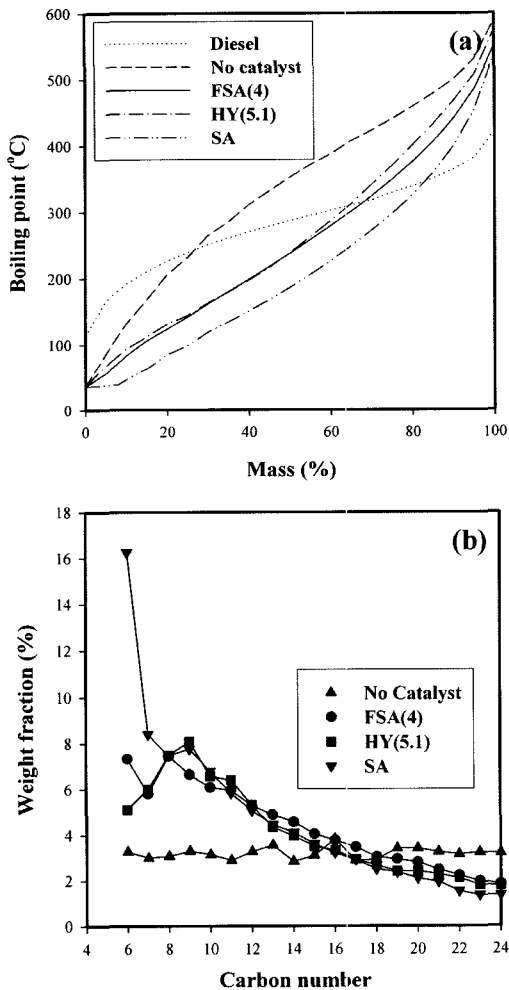 600
500
400
300
200
100
0
Boiling point (°C)
Diesel
No catalyst
FSA(4)
HY(5.1)
SA
(a)
0
20
40
60
80
100
Mass (%)
18
16
14
12
10
8
6
4
2
0
Weight fraction (%)
(b)
No Catalyst
FSA(4)
HY(5.1)
SA
4
6
8
10
12
14
16
18
20
22
24
Carbon number